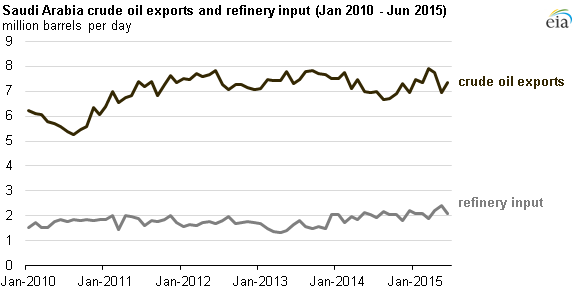 Saudi Arabia crude oil exports and refinery input (Jan 2010 - Jun 2015)
million barrels per day
eia
9
8
7
6
5
4
3
2
1
0
crude oil exports
refinery input
Jan-2010 Jan-2011 Jan-2012 Jan-2013 Jan-2014 Jan-2015